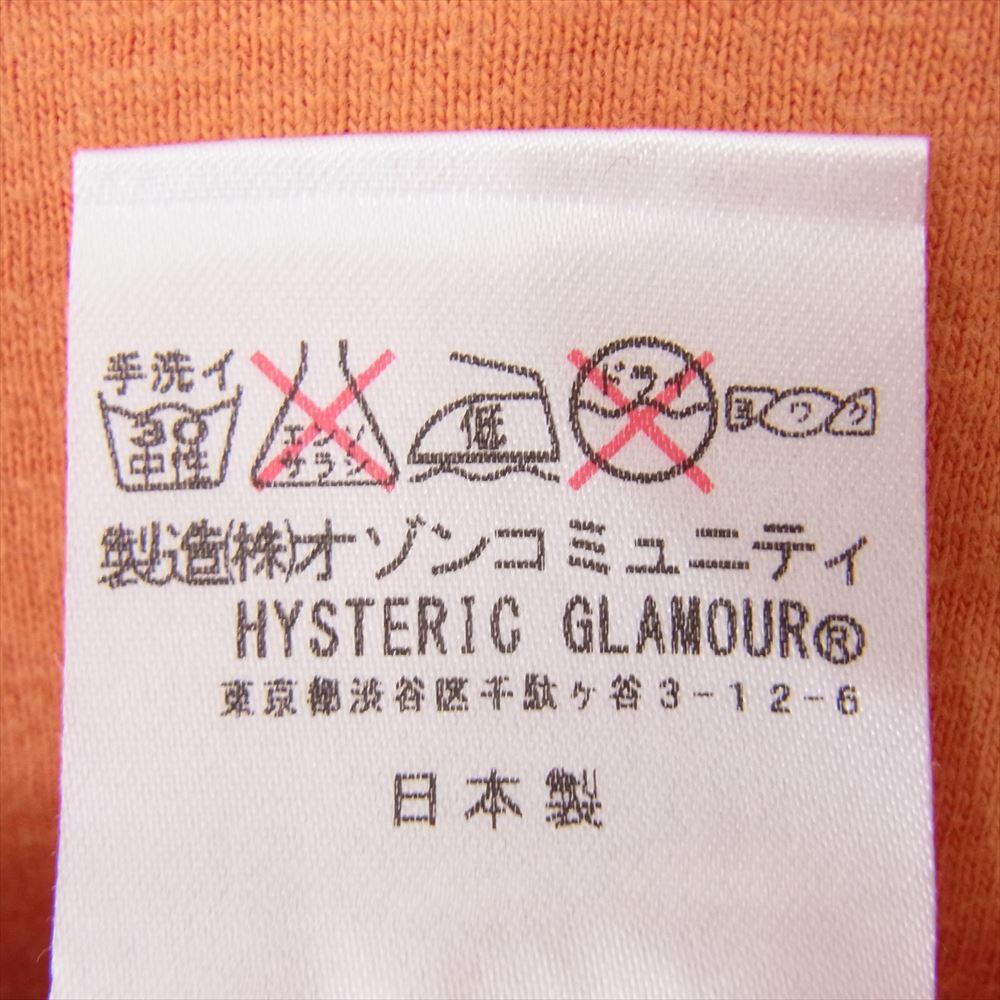 手洗イ
30 エンソ 低 ドライ ヨワク
中性 サラシ
製造(株)オゾンコミュニティ
HYSTERIC GLAMOUR®
東京都渋谷区千駄ヶ谷3-12-6
日本製